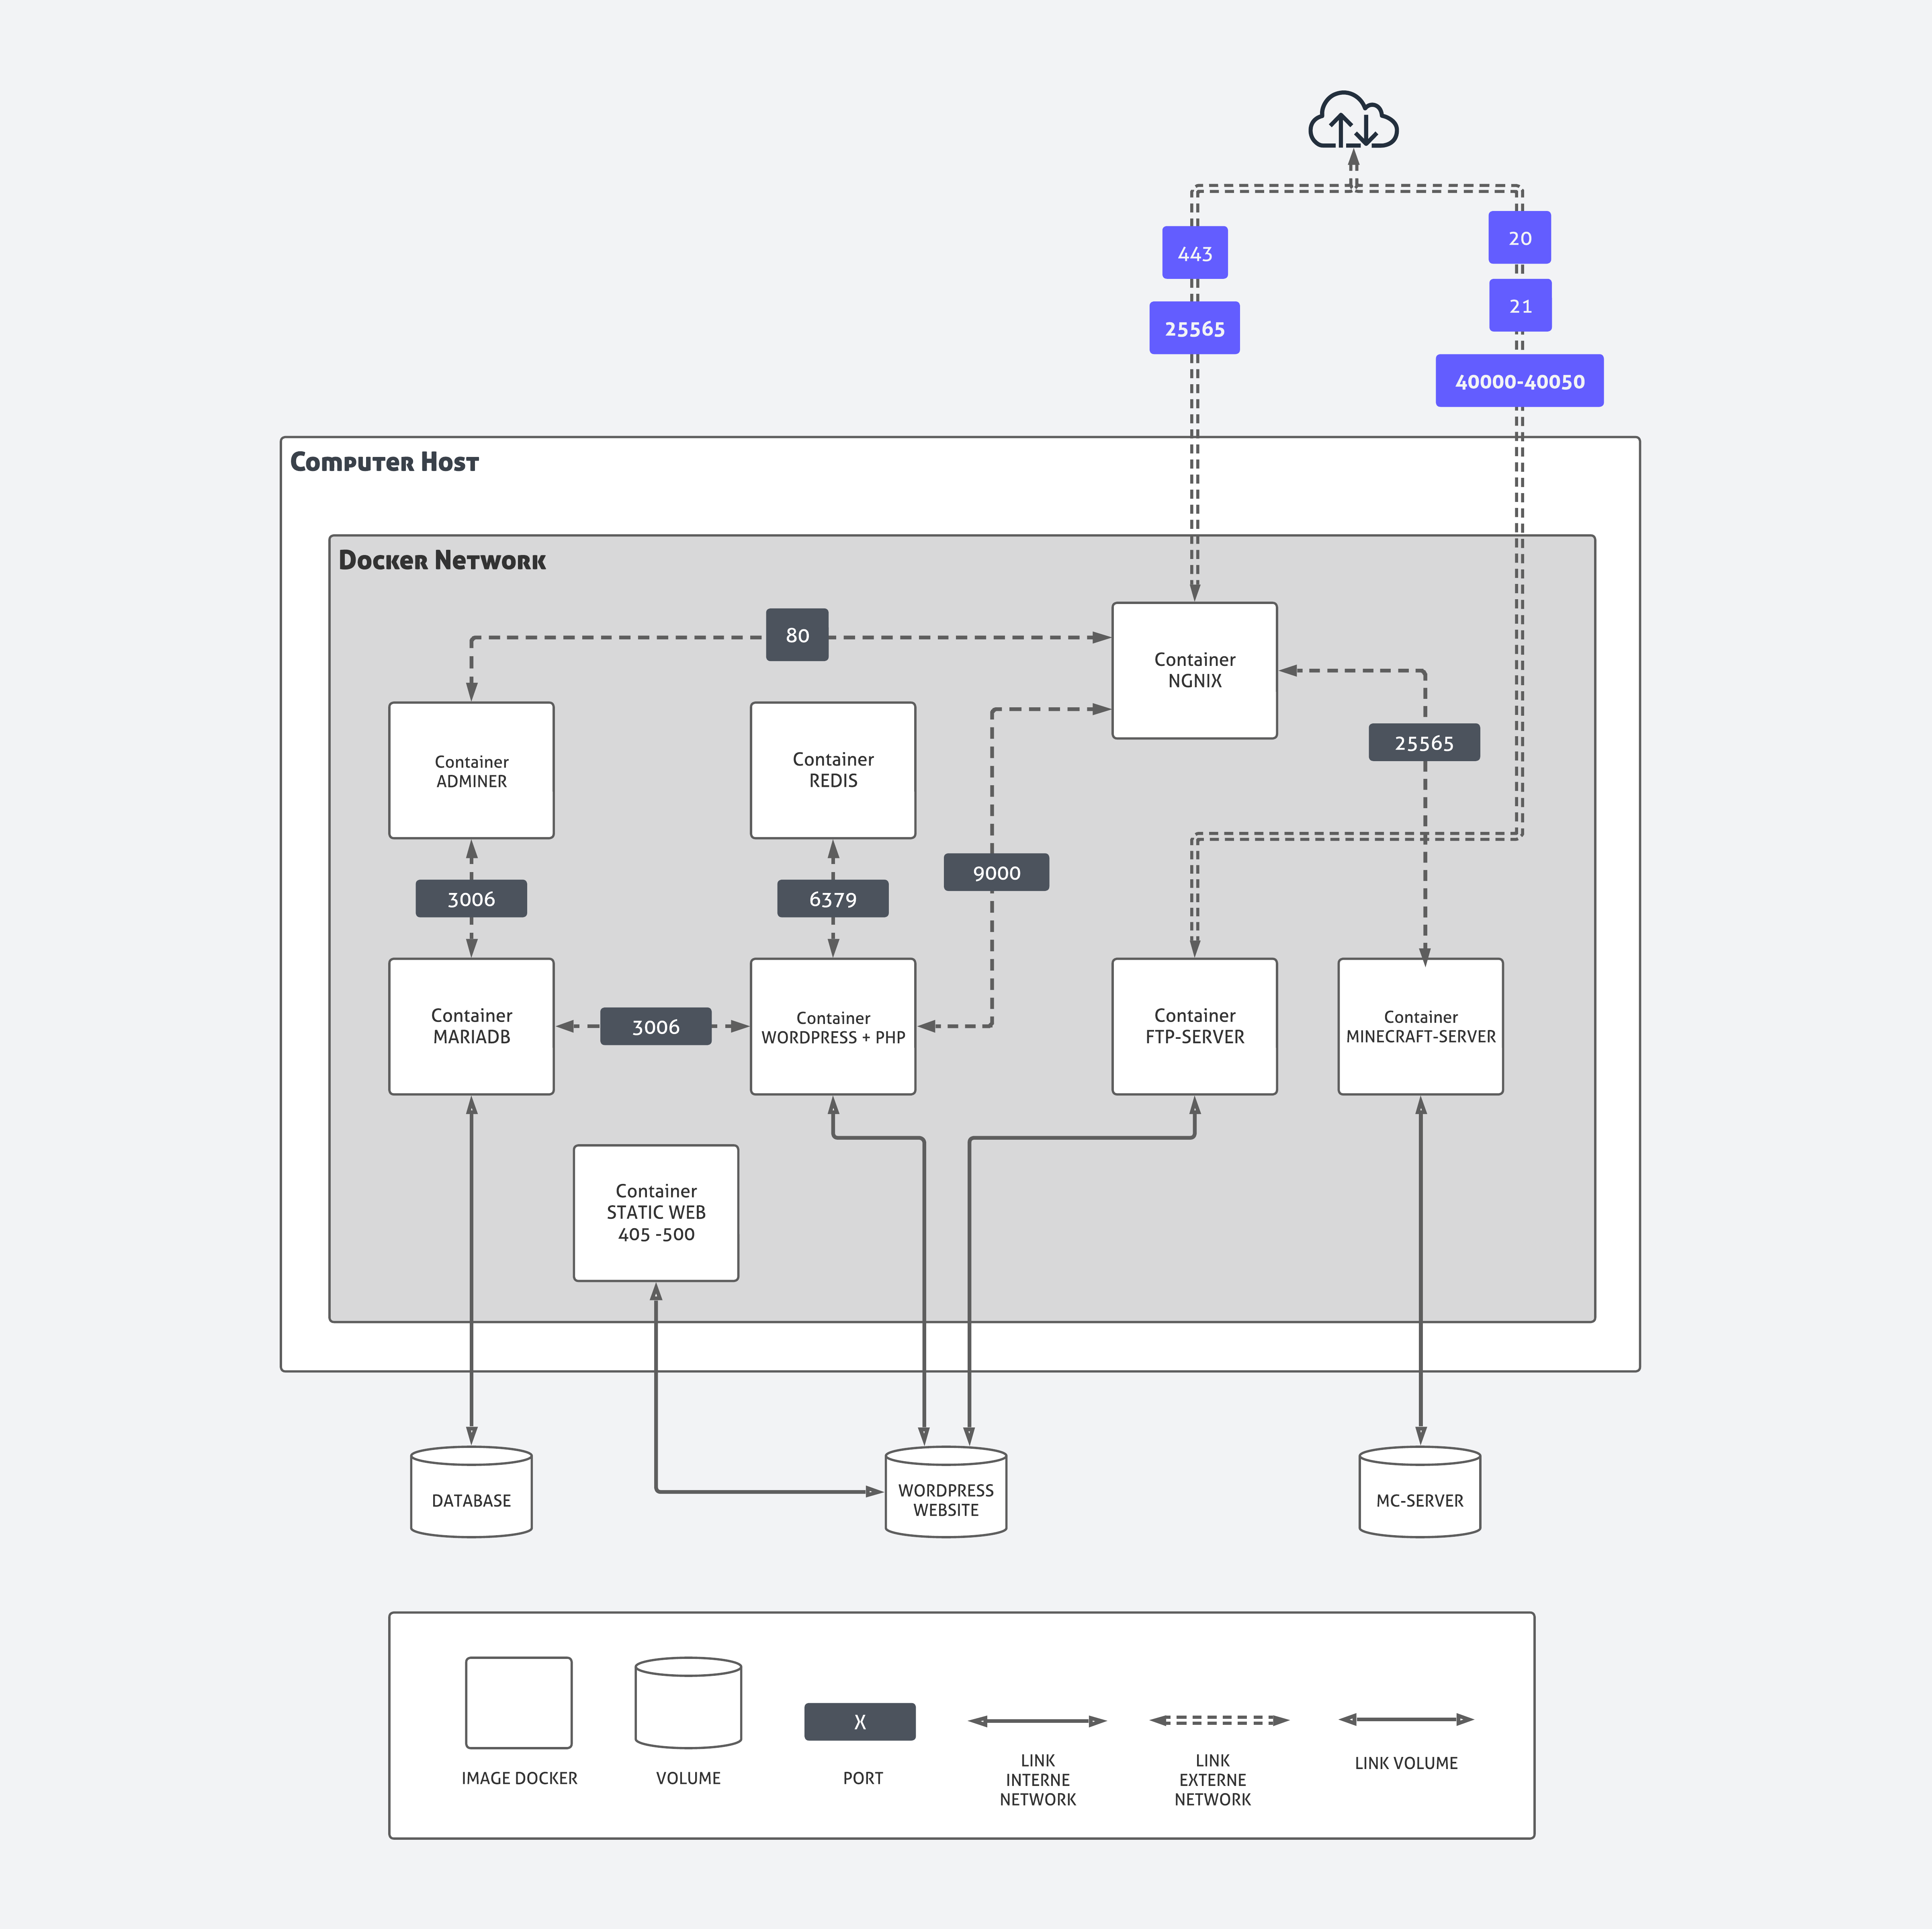 443
20
21
25565
40000-40050
Computer Host
Docker Network
80
Container
NGNIX
25565
Container
ADMINER
Container
REDIS
9000
3006
6379
Container
MARIADB
3006
Container
WORDPRESS + PHP
Container
FTP-SERVER
Container
MINECRAFT-SERVER
Container
STATIC WEB
405 -500
DATABASE
WORDPRESS
WEBSITE
MC-SERVER
X
IMAGE DOCKER
VOLUME
PORT
LINK
INTERNE
NETWORK
LINK
EXTERNE
NETWORK
LINK VOLUME